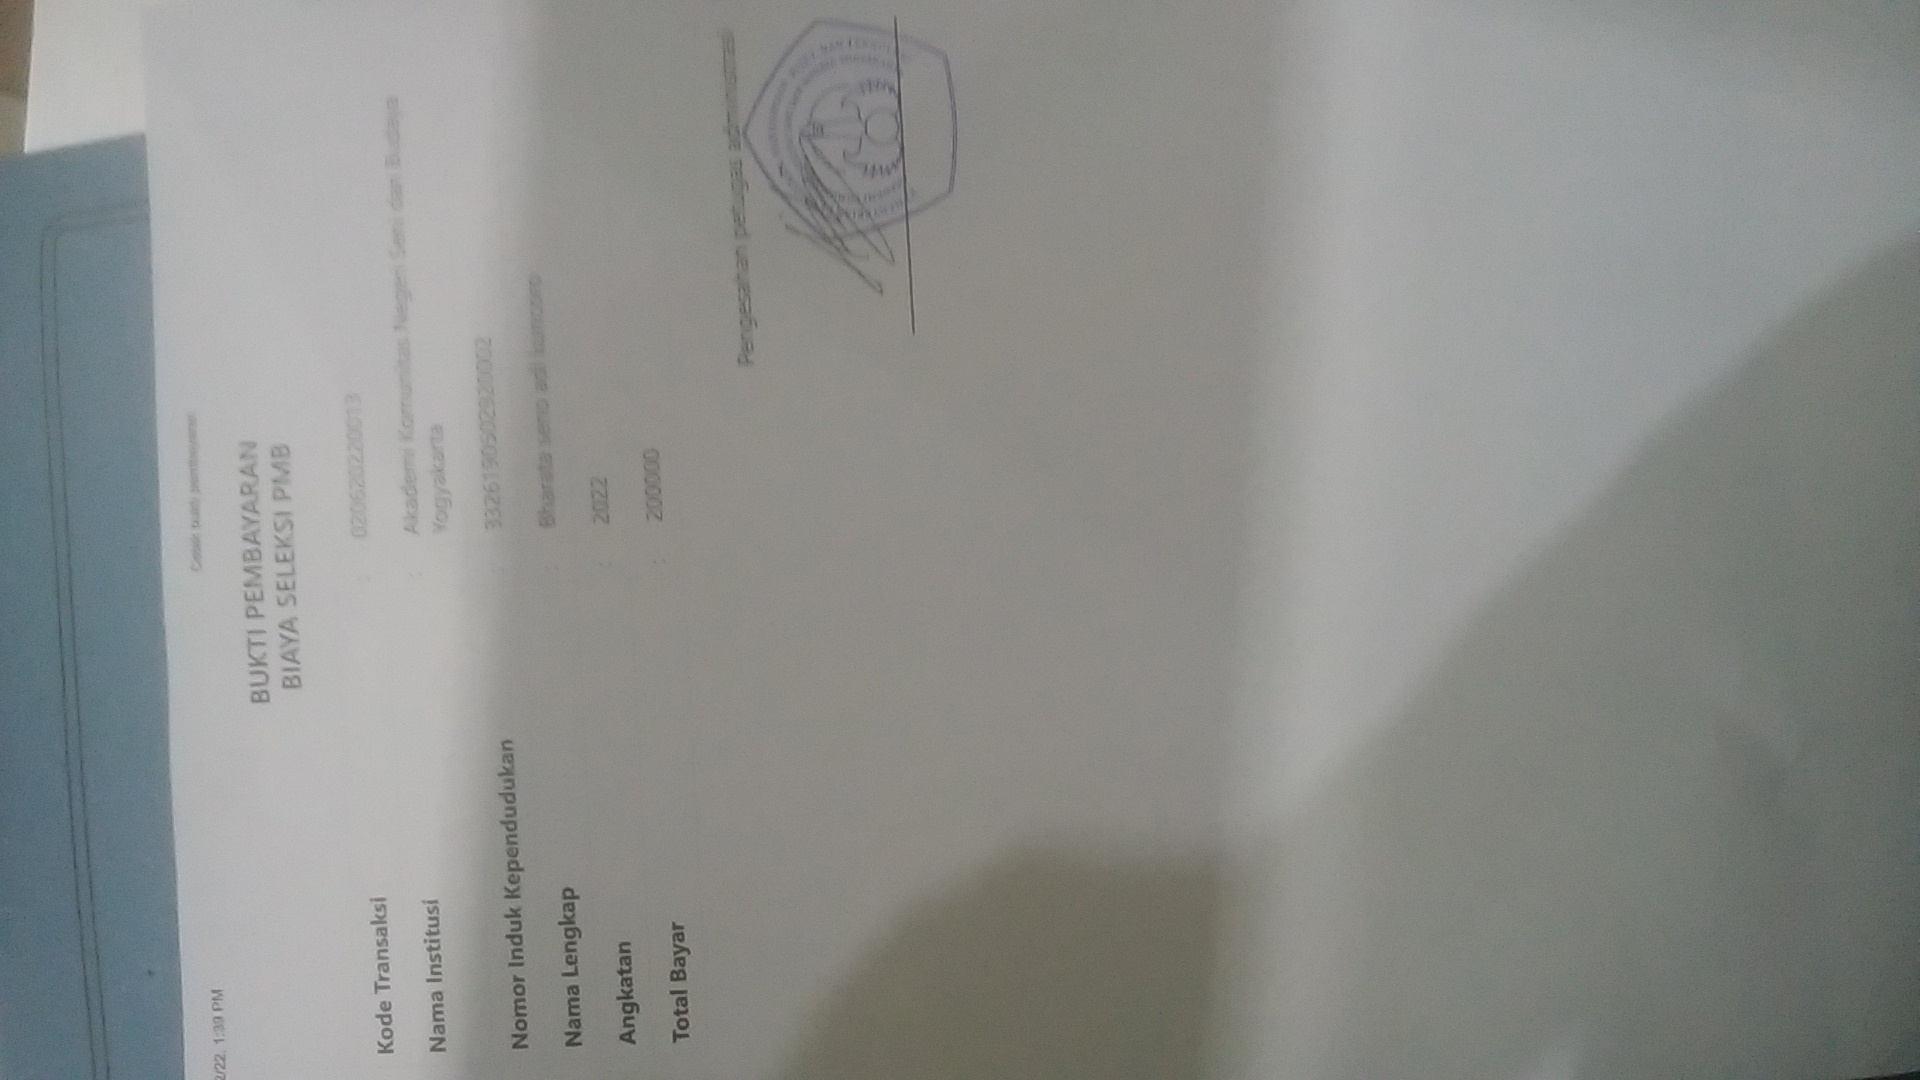 2/22, 1:39 PM
Cetak bukti pembayaran
BUKTI PEMBAYARAN
BIAYA SELEKSI PMB
Kode Transaksi : 020620220013
Nama Institusi : Akademi Komunitas Negeri Seni dan Budaya
Yogyakarta
Nomor Induk Kependudukan : 3326190502920002
Nama Lengkap : Bharata seno adi kuncoro
Angkatan : 2022
Total Bayar : 200000
Pengesahan petugas administrasi